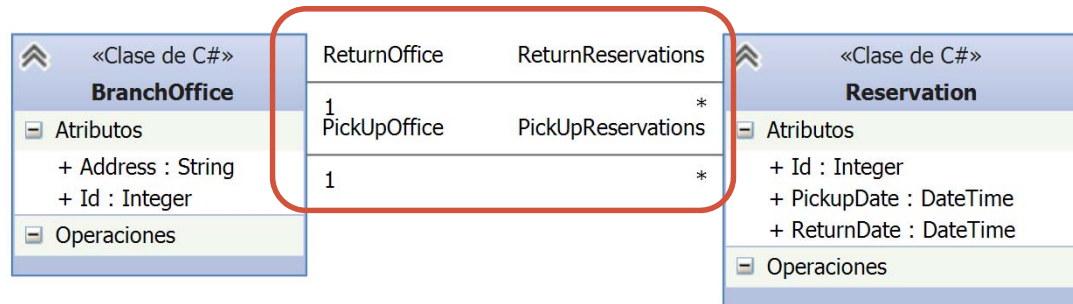 «Clase de C#»
BranchOffice
Atributos
+ Address : String
+ Id : Integer
Operaciones
ReturnOffice ReturnReservations
1 *
PickUpOffice PickUpReservations
1 *
«Clase de C#»
Reservation
Atributos
+ Id : Integer
+ PickupDate : DateTime
+ ReturnDate : DateTime
Operaciones